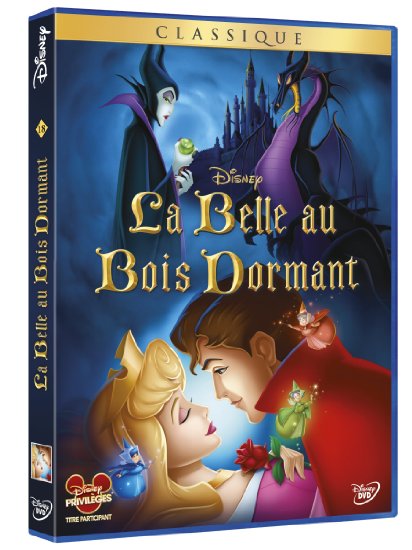 CLASSIQUE
DISNEY
La Belle au
Bois Dormant
Disney
PRIVILÈGES
TITRE PARTICIPANT
Disney
DVD
Disney
18
La Belle au Bois Dormant
Disney
DVD